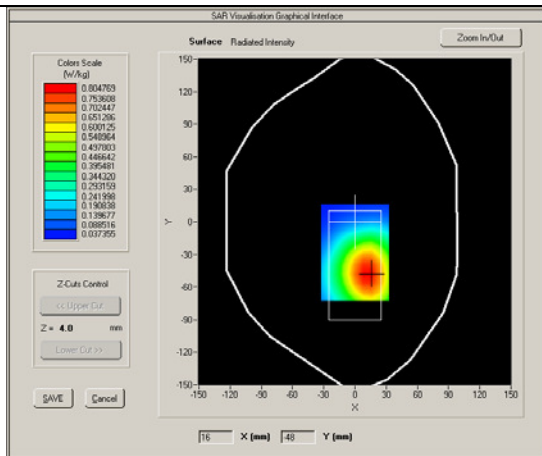 SAR Visualisation Graphical Interface
Surface Radiated Intensity
Zoom In/Out
Colors Scale
(W/kg)
0.804769
0.753608
0.702447
0.651286
0.600125
0.548964
0.497803
0.446642
0.395481
0.344320
0.293159
0.241998
0.190838
0.139677
0.088516
0.037355
Z-Cuts Control
<< Upper Cut
Z = 4.0 mm
Lower Cut >>
SAVE Cancel
150
120
90
60
30
0
-30
-60
-90
-120
-150
Y
-150 -120 -90 -60 -30 0 30 60 90 120 150
X
16 X (mm) -48 Y (mm)